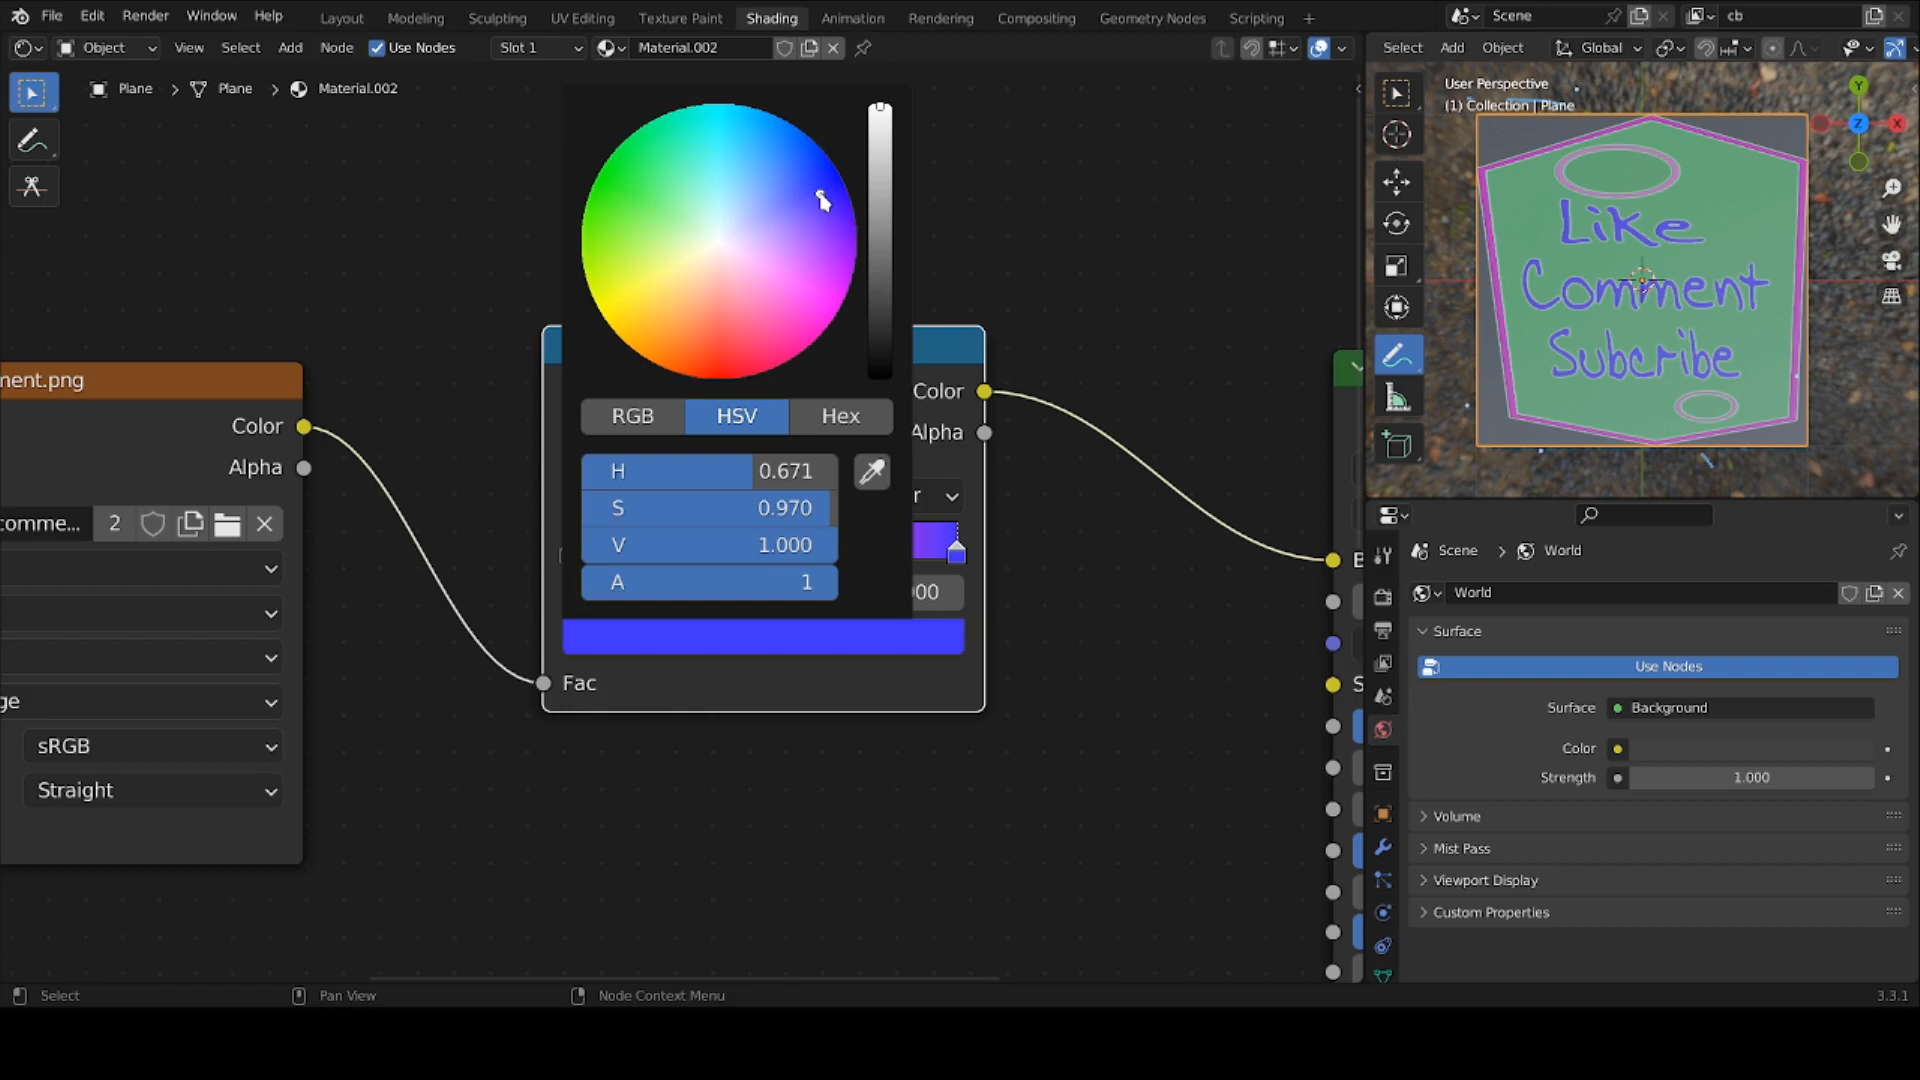 File Edit Render Window Help Layout Modeling Sculpting UV Editing Texture Paint Shading Animation Rendering Compositing Geometry Nodes Scripting + Scene cb
Object View Select Add Node Use Nodes Slot 1 Material.002 Select Add Object Global
Plane > Plane > Material.002
User Perspective
(1) Collection | Plane
Y
Z X
Like
Comment
Subcribe
ment.png
Color
Alpha
comme... 2
ge
sRGB
Straight
RGB HSV Hex
H 0.671
S 0.970
V 1.000
A 1
Color
Alpha
r
00
Fac
B
S
Scene > World
World
Surface
Use Nodes
Surface Background
Color
Strength 1.000
Volume
Mist Pass
Viewport Display
Custom Properties
Select Pan View Node Context Menu 3.3.1